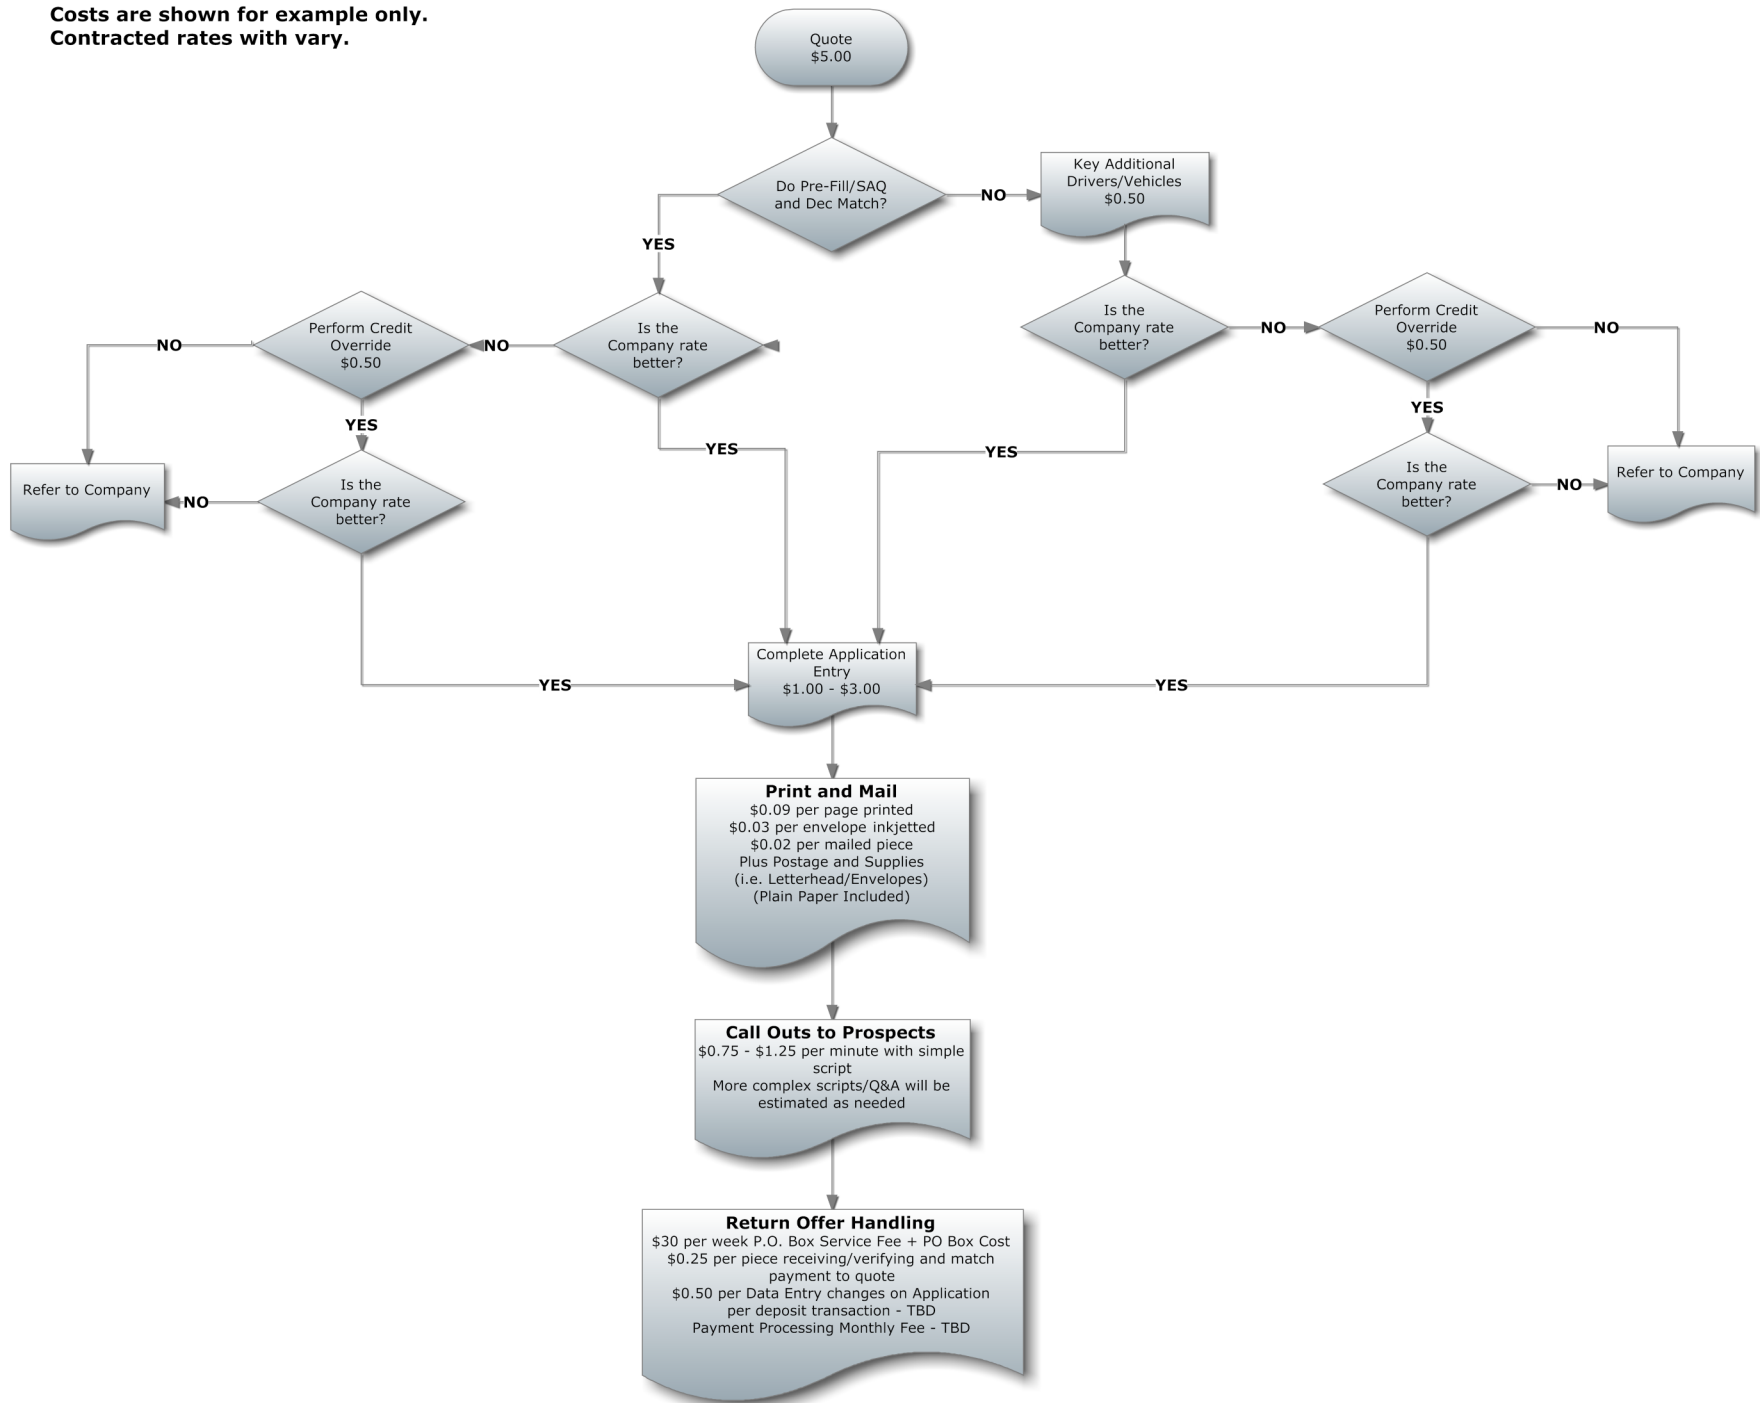 Costs are shown for example only.
Contracted rates with vary.
Quote
$5.00
Do Pre-Fill/SAQ
and Dec Match?
NO
Key Additional
Drivers/Vehicles
$0.50
YES
Perform Credit
Override
$0.50
NO
NO
Is the
Company rate
better?
Is the
Company rate
better?
NO
Perform Credit
Override
$0.50
NO
YES
YES
YES
YES
Refer to Company
NO
Is the
Company rate
better?
Is the
Company rate
better?
NO
Refer to Company
YES
Complete Application
Entry
$1.00 - $3.00
YES
Print and Mail
$0.09 per page printed
$0.03 per envelope inkjetted
$0.02 per mailed piece
Plus Postage and Supplies
(i.e. Letterhead/Envelopes)
(Plain Paper Included)
Call Outs to Prospects
$0.75 - $1.25 per minute with simple
script
More complex scripts/Q&A will be
estimated as needed
Return Offer Handling
$30 per week P.O. Box Service Fee + PO Box Cost
$0.25 per piece receiving/verifying and match
payment to quote
$0.50 per Data Entry changes on Application
per deposit transaction - TBD
Payment Processing Monthly Fee - TBD